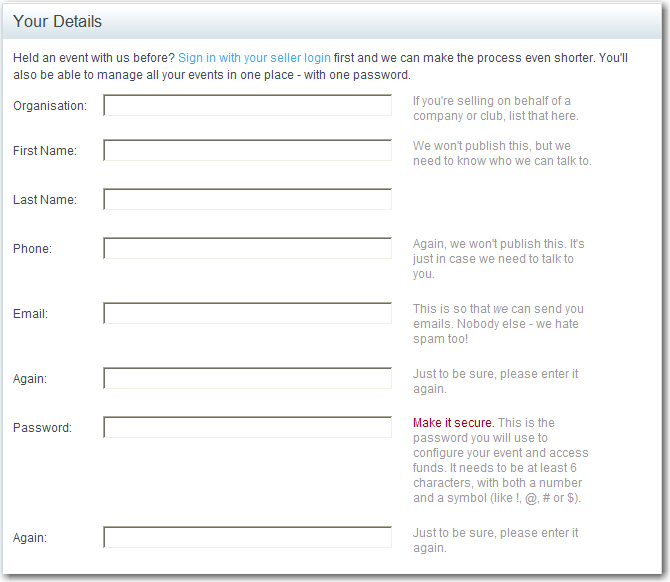 Your Details
Held an event with us before? Sign in with your seller login first and we can make the process even shorter. You'll
also be able to manage all your events in one place - with one password.
Organisation:
If you're selling on behalf of a
company or club, list that here.
First Name:
We won't publish this, but we
need to know who we can talk to.
Last Name:
Phone:
Again, we won't publish this. It's
just in case we need to talk to
you.
Email:
This is so that we can send you
emails. Nobody else - we hate
spam too!
Again:
Just to be sure, please enter it
again.
Password:
Make it secure. This is the
password you will use to
configure your event and access
funds. It needs to be at least 6
characters, with both a number
and a symbol (like !, @, # or $).
Again:
Just to be sure, please enter it
again.